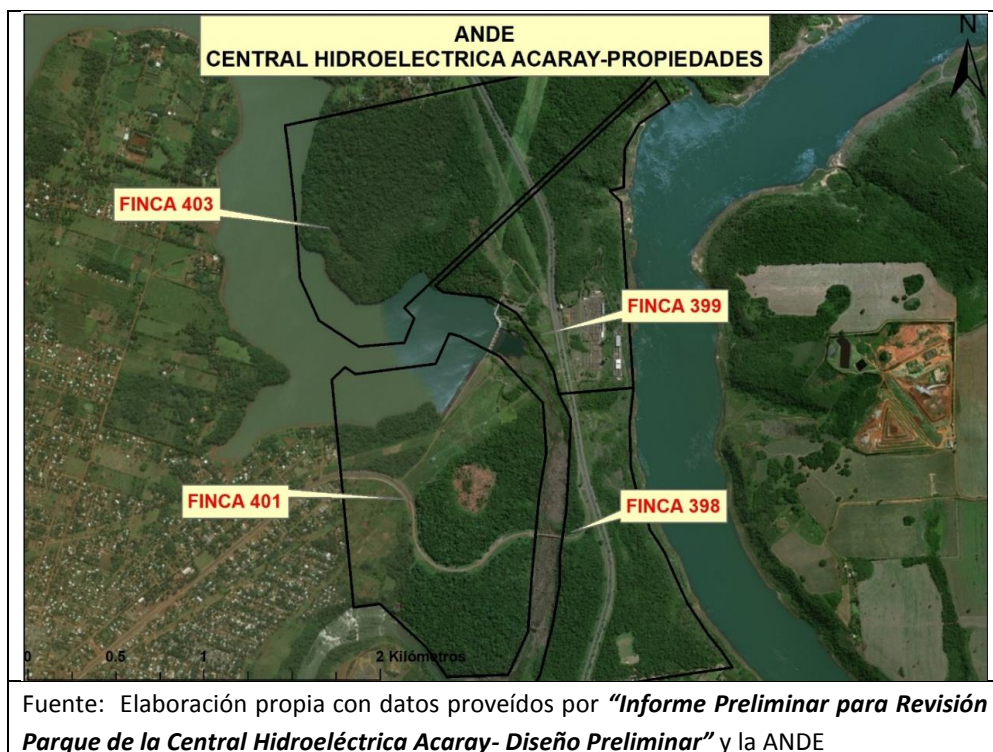 ANDE
CENTRAL HIDROELECTRICA ACARAY-PROPIEDADES
N
FINCA 403
FINCA 399
FINCA 401
FINCA 398
0 0.5 1 2 Kilómetros
Fuente: Elaboración propia con datos proveídos por “Informe Preliminar para Revisión
Parque de la Central Hidroeléctrica Acaray- Diseño Preliminar” y la ANDE